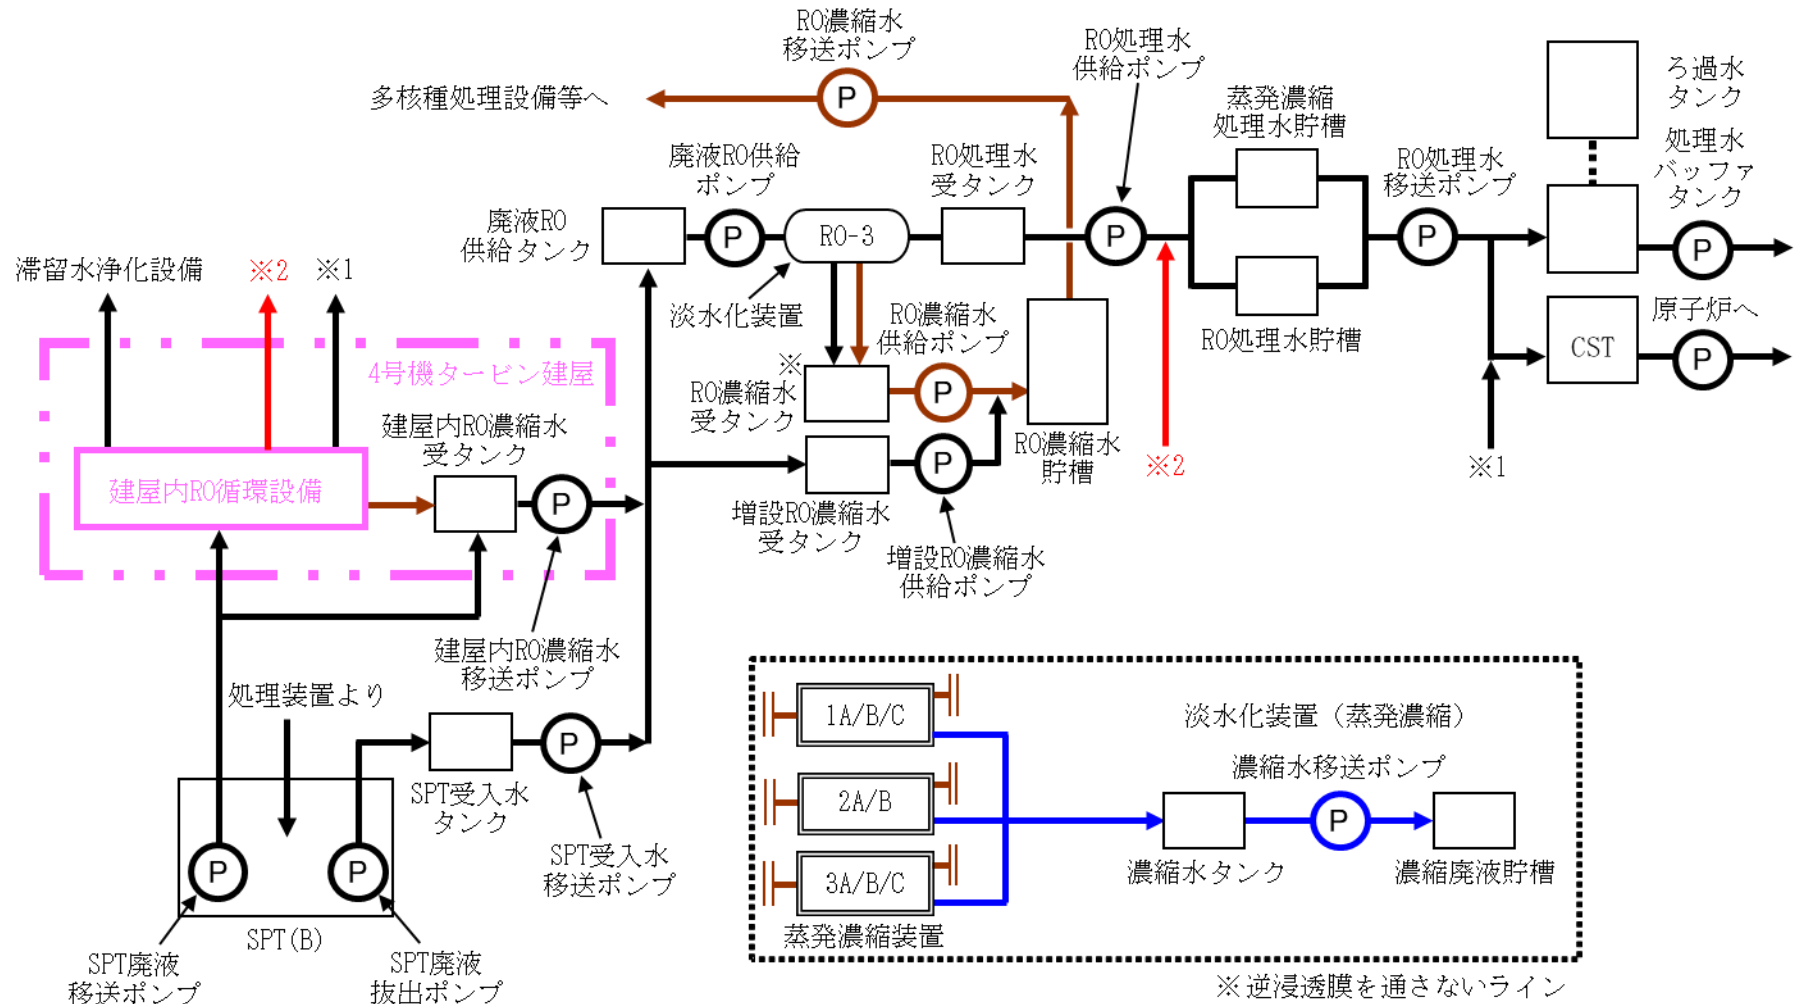 RO濃縮水
移送ポンプ
RO処理水
供給ポンプ
多核種処理設備等へ
P
蒸発濃縮
処理水貯槽
ろ過水
タンク
廃液RO供給
ポンプ
RO処理水
受タンク
RO処理水
移送ポンプ
処理水
バッファ
タンク
廃液RO
供給タンク
P
RO-3
P
P
P
滞留水浄化設備
※2
※1
淡水化装置
RO濃縮水
供給ポンプ
RO処理水貯槽
原子炉へ
CST
P
4号機タービン建屋
※
RO濃縮水
受タンク
P
建屋内RO濃縮水
受タンク
RO濃縮水
貯槽
※2
※1
P
建屋内RO循環設備
P
増設RO濃縮水
受タンク
増設RO濃縮水
供給ポンプ
建屋内RO濃縮水
移送ポンプ
処理装置より
1A/B/C
淡水化装置（蒸発濃縮）
P
濃縮水移送ポンプ
SPT受入水
タンク
2A/B
P
SPT受入水
移送ポンプ
P
P
3A/B/C
濃縮水タンク
濃縮廃液貯槽
SPT(B)
蒸発濃縮装置
SPT廃液
移送ポンプ
SPT廃液
抜出ポンプ
※逆浸透膜を通さないライン